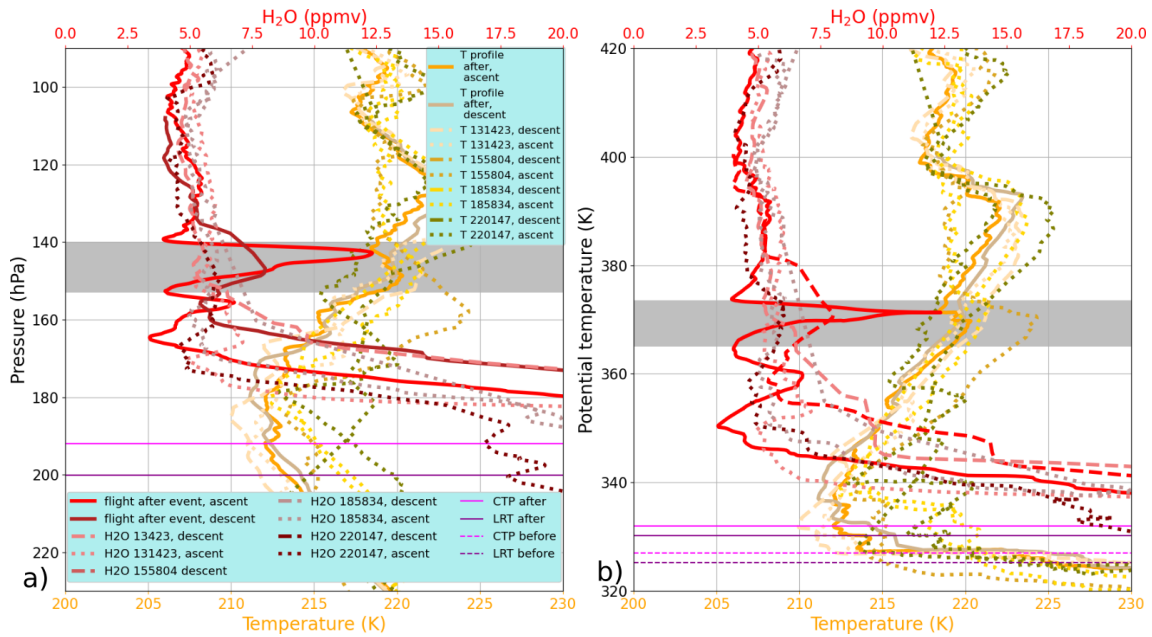 H₂O (ppmv)
0.0 2.5 5.0 7.5 10.0 12.5 15.0 17.5 20.0
100
120
140
160
180
200
220
Pressure (hPa)
T profile
after,
ascent
T profile
after,
descent
T 131423, descent
T 131423, ascent
T 155804, descent
T 155804, ascent
T 185834, descent
T 185834, ascent
T 220147, descent
T 220147, ascent
flight after event, ascent
flight after event, descent
H2O 13423, descent
H2O 131423, ascent
H2O 155804 descent
H2O 185834, descent
H2O 185834, ascent
H2O 220147, descent
H2O 220147, ascent
CTP after
LRT after
CTP before
LRT before
a)
200 205 210 215 220 225 230
Temperature (K)
H₂O (ppmv)
0.0 2.5 5.0 7.5 10.0 12.5 15.0 17.5 20.0
420
400
380
360
340
320
Potential temperature (K)
b)
200 205 210 215 220 225 230
Temperature (K)